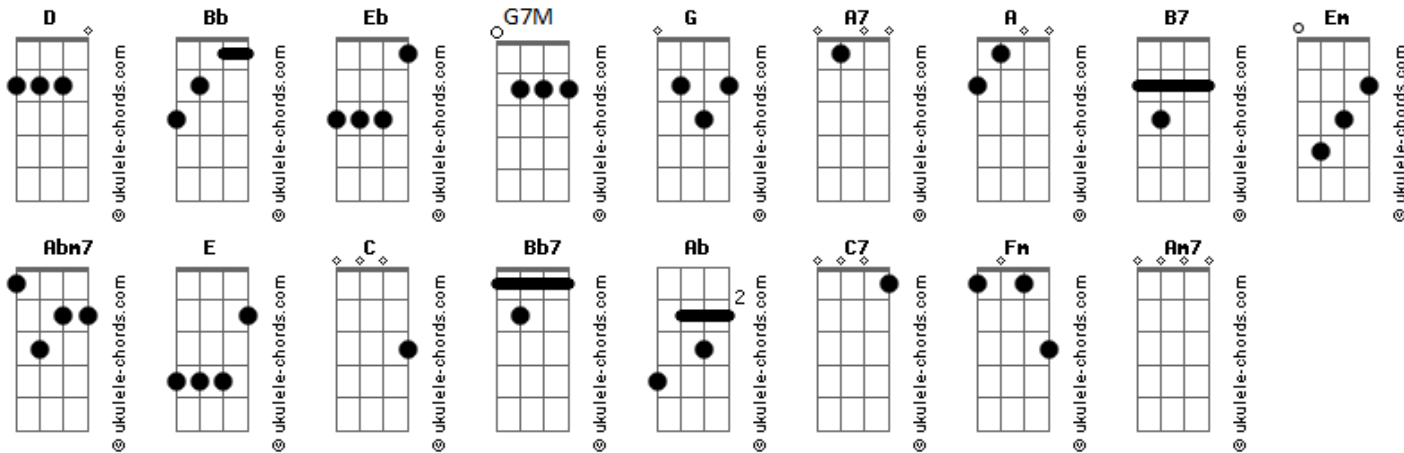 D Bb Eb G7M G A7 A B7 Em
© ukulele-chords.com © ukulele-chords.com © ukulele-chords.com © ukulele-chords.com © ukulele-chords.com © ukulele-chords.com © ukulele-chords.com © ukulele-chords.com © ukulele-chords.com
Abm7 E C Bb7 Ab C7 Fm Am7
2
© ukulele-chords.com © ukulele-chords.com © ukulele-chords.com © ukulele-chords.com © ukulele-chords.com © ukulele-chords.com © ukulele-chords.com © ukulele-chords.com